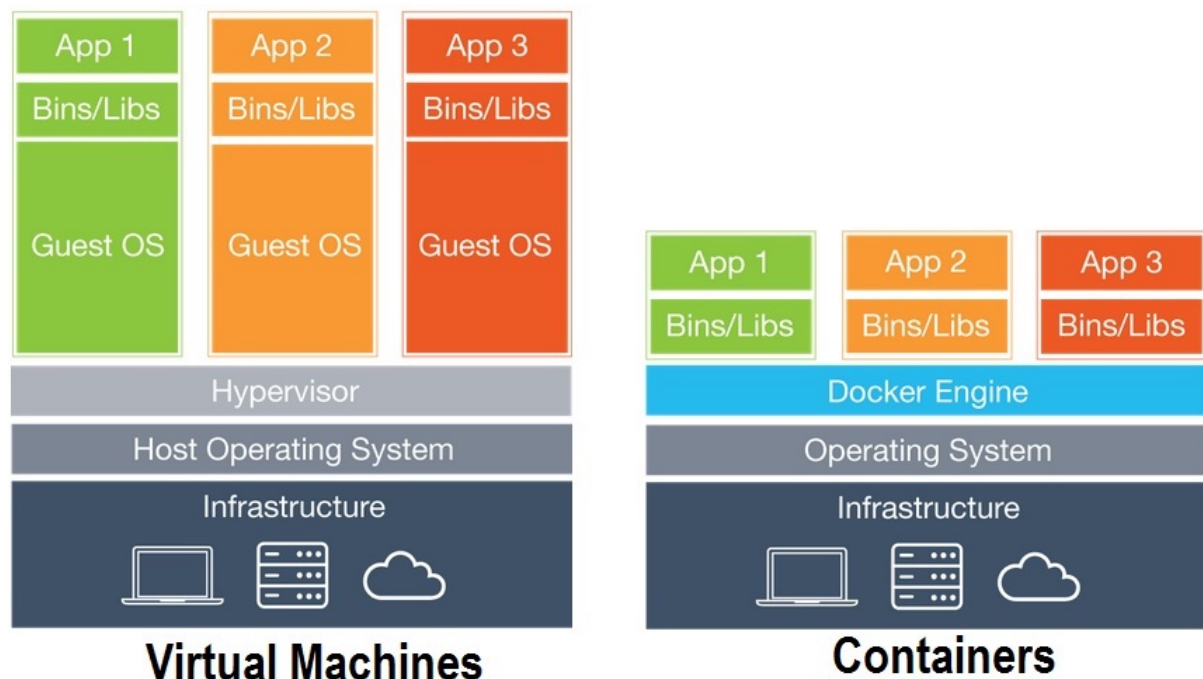 App 1
App 2
App 3
Bins/Libs
Bins/Libs
Bins/Libs
Guest OS
Guest OS
Guest OS
Hypervisor
Host Operating System
Infrastructure
Virtual Machines
App 1
App 2
App 3
Bins/Libs
Bins/Libs
Bins/Libs
Docker Engine
Operating System
Infrastructure
Containers